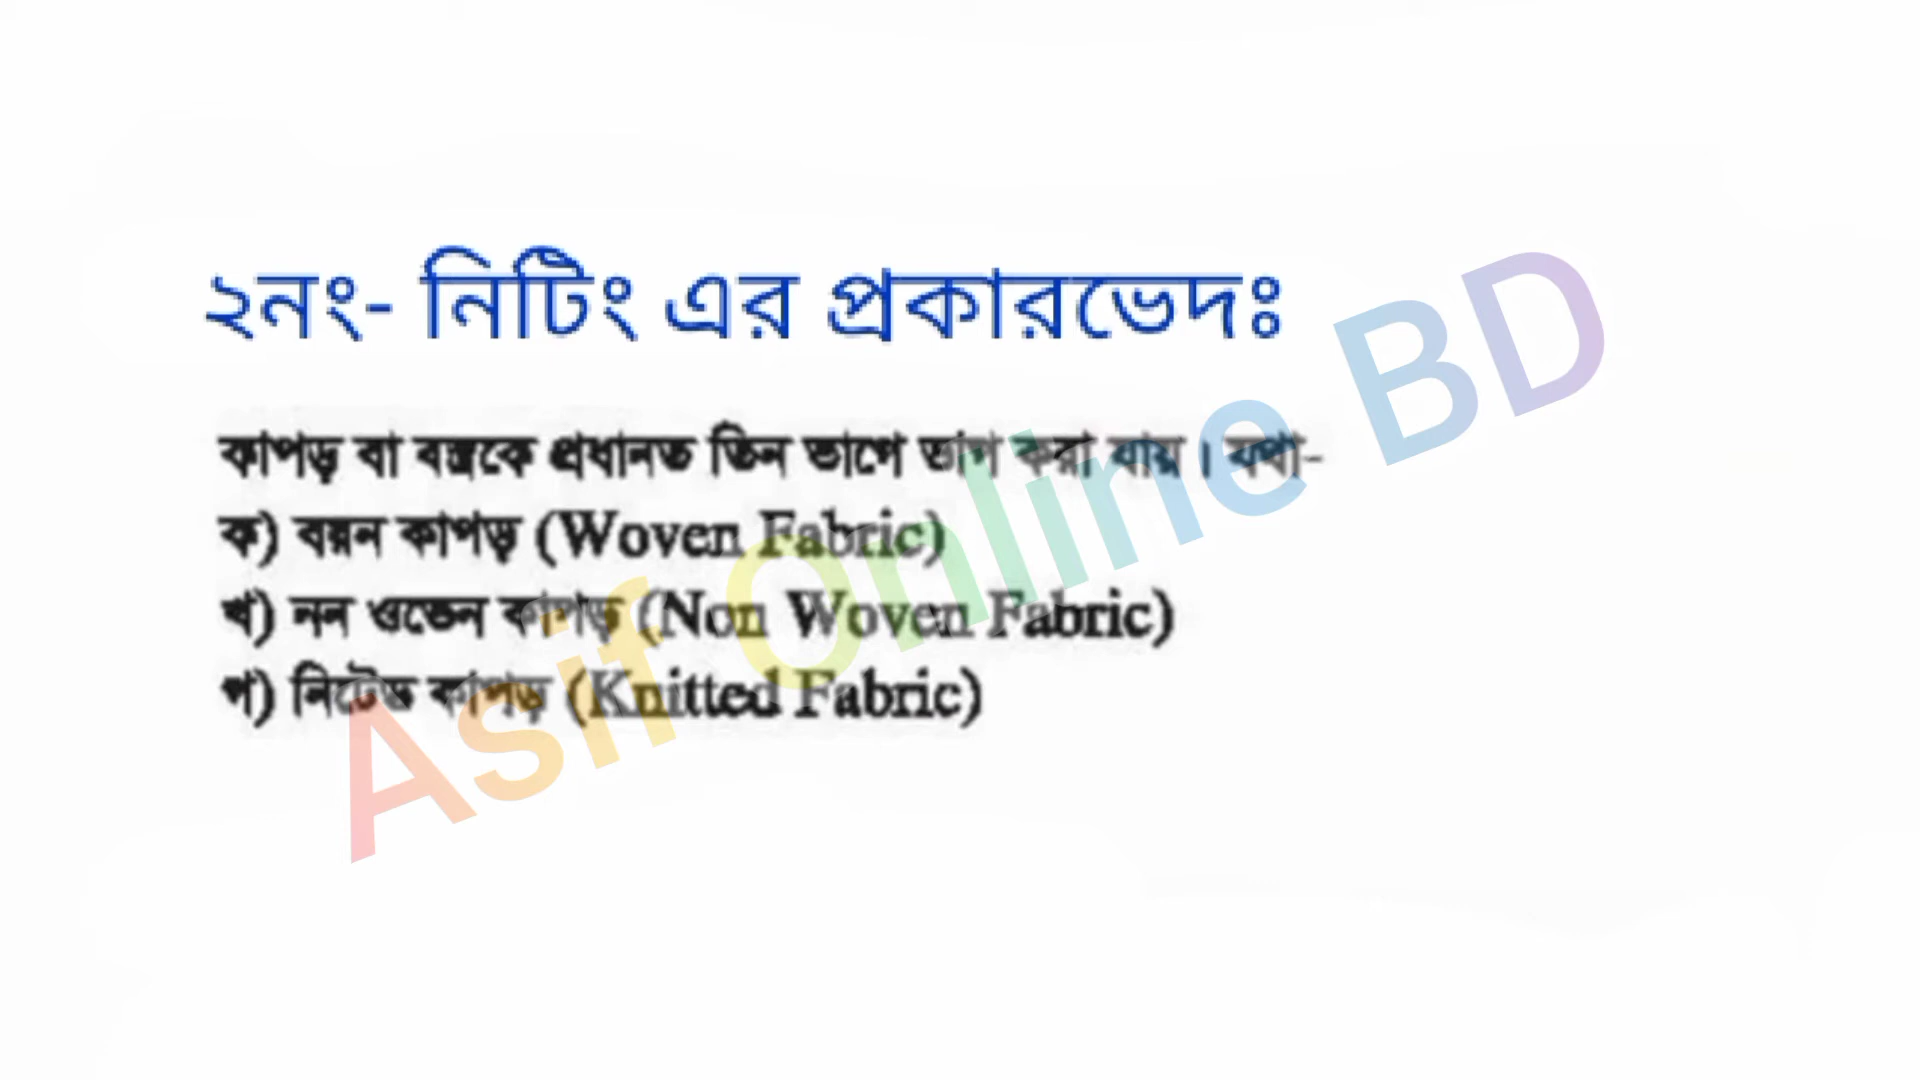 ২নং- নিটিং এর প্রকারভেদঃ
কাপড় বা বস্ত্রকে প্রধানত তিন ভাগে ভাগ করা যায়। যথা-
ক) বয়ন কাপড় (Woven Fabric)
খ) নন ওভেন কাপড় (Non Woven Fabric)
গ) নিটেড কাপড় (Knitted Fabric)
Asif Online BD